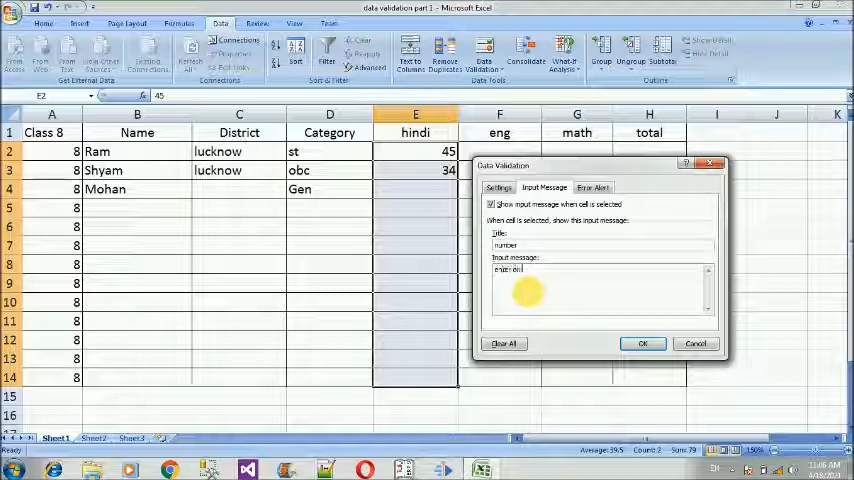 data validation part 1 - Microsoft Excel
Home Insert Page Layout Formulas Data Review View Team
From Access From Web From Text From Other Sources Existing Connections Refresh All Connections Properties Edit Links Sort Filter Clear Reapply Advanced Text to Columns Remove Duplicates Data Validation Consolidate What-If Analysis Group Ungroup Subtotal Show Detail Hide Detail
Get External Data Connections Sort & Filter Data Tools Outline
E2 fx 45
A B C D E F G H I J K
1 Class 8 Name District Category hindi eng math total
2 8 Ram lucknow st 45
3 8 Shyam lucknow obc 34
4 8 Mohan Gen
5 8
6 8
7 8
8 8
9 8
10 8
11 8
12 8
13 8
14 8
15
16
Data Validation
Settings Input Message Error Alert
Show input message when cell is selected
When cell is selected, show this input message:
Title:
number
Input message:
enter onl
Clear All OK Cancel
Sheet1 Sheet2 Sheet3
Ready Average: 39.5 Count: 2 Sum: 79 150%
EN 11:06 AM
4/18/2021